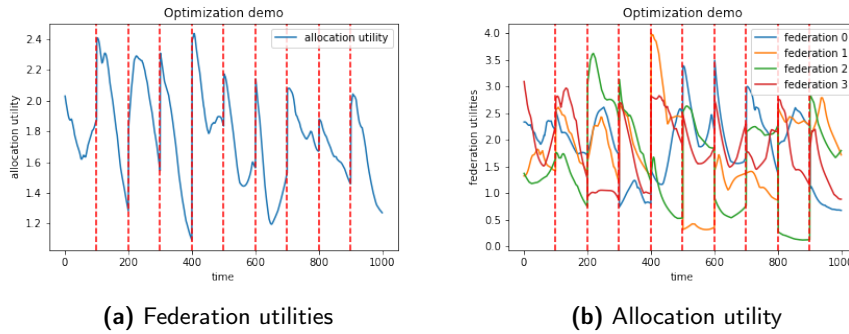 Optimization demo
allocation utility
allocation utility
2.4
2.2
2.0
1.8
1.6
1.4
1.2
0
200
400
600
800
1000
time
(a) Federation utilities
Optimization demo
federation 0
federation 1
federation 2
federation 3
federation utilities
4.0
3.5
3.0
2.5
2.0
1.5
1.0
0.5
0.0
0
200
400
600
800
1000
time
(b) Allocation utility